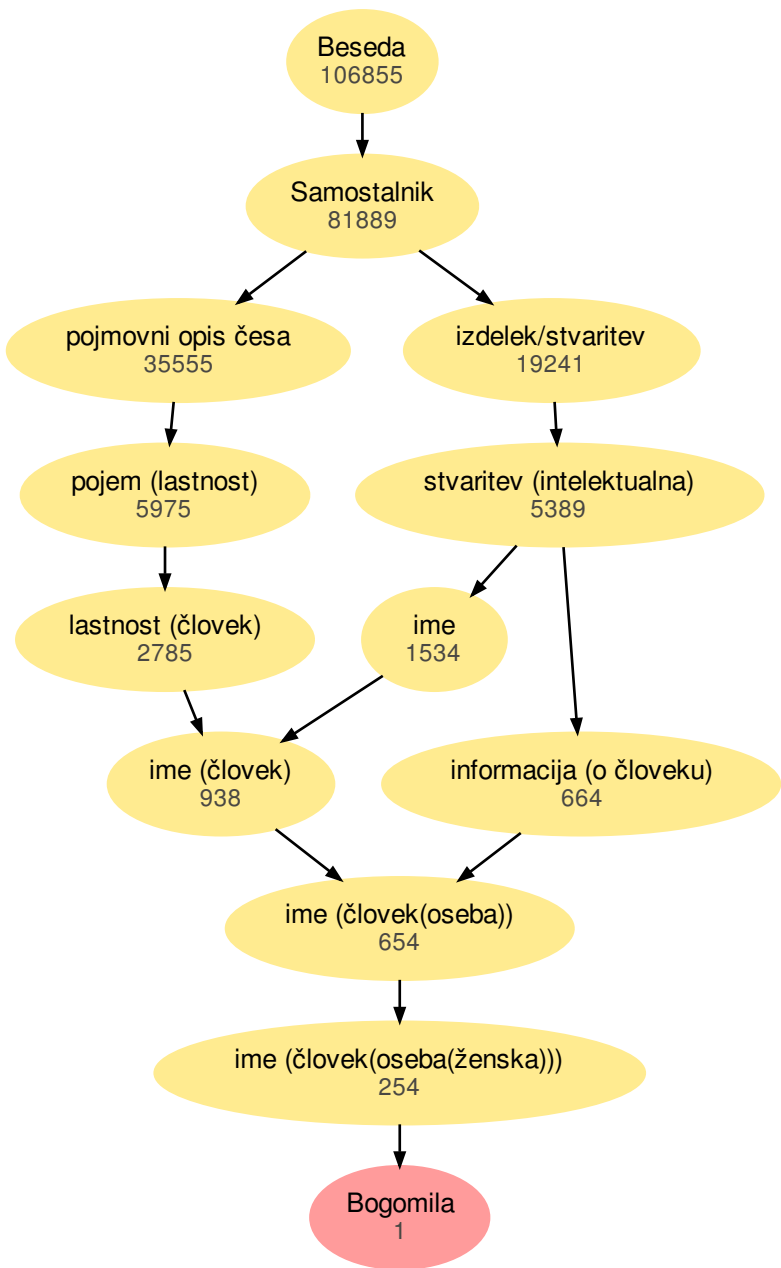 Beseda
106855
Samostalnik
81889
pojmovni opis česa
35555
izdelek/stvaritev
19241
pojem (lastnost)
5975
stvaritev (intelektualna)
5389
lastnost (človek)
2785
ime
1534
ime (človek)
938
informacija (o človeku)
664
ime (človek(oseba))
654
ime (človek(oseba(ženska)))
254
Bogomila
1